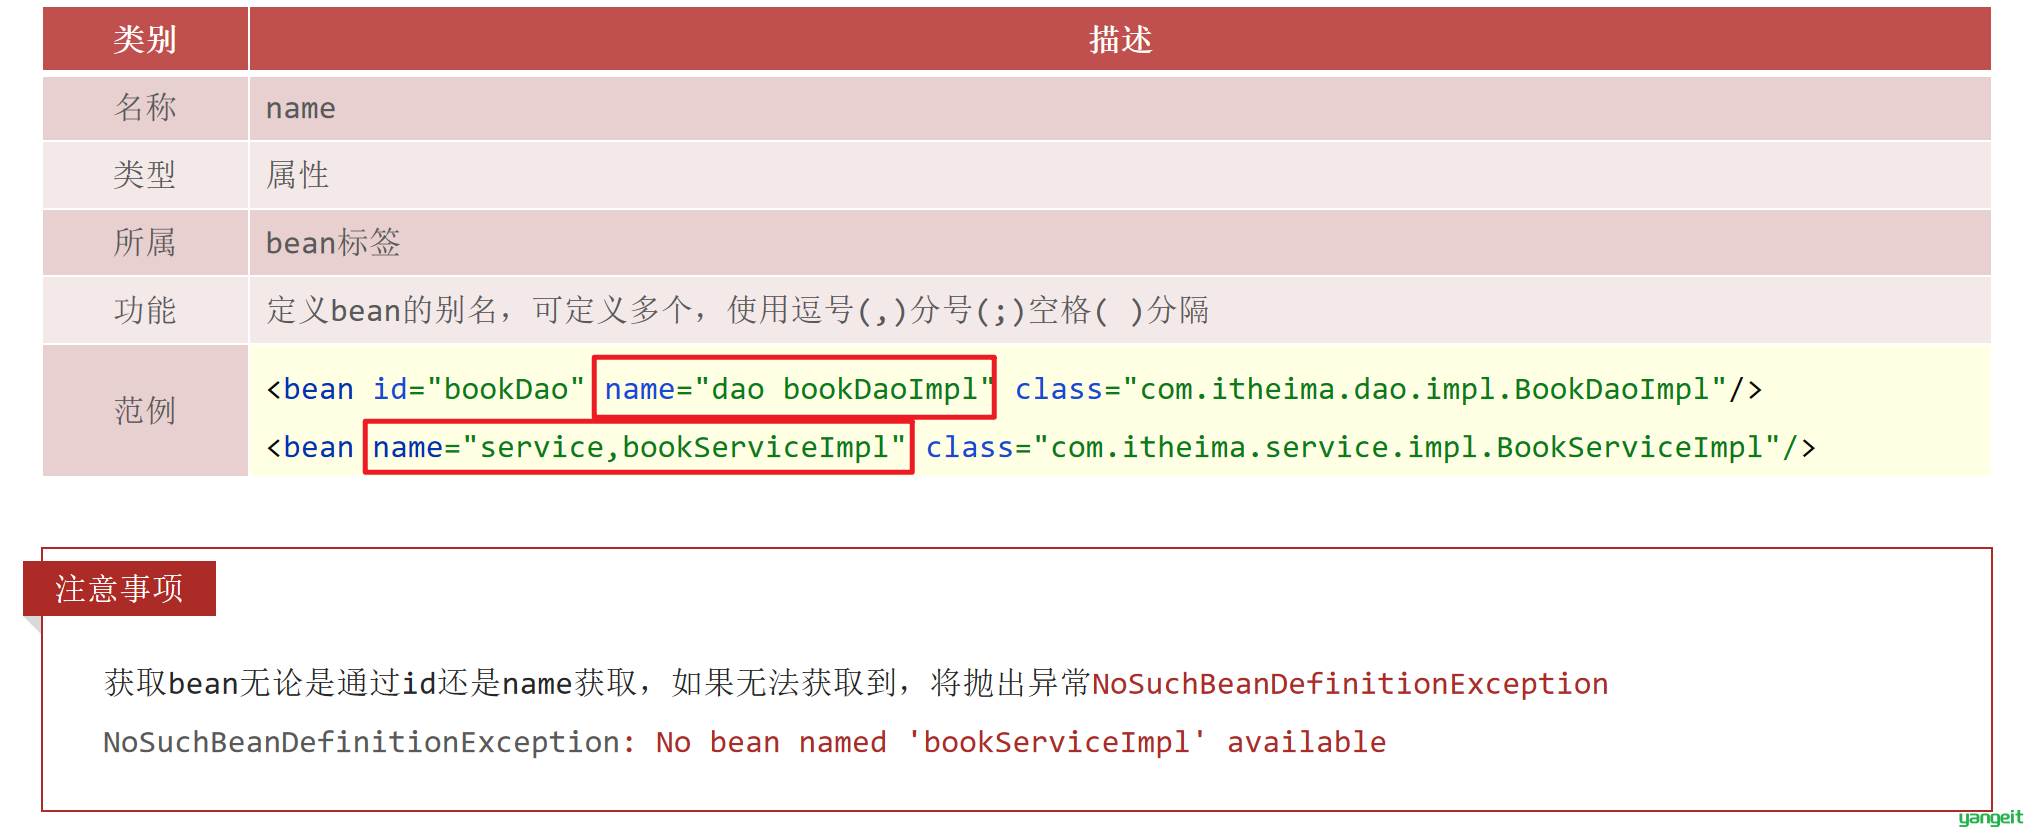 类别 描述
名称 name
类型 属性
所属 bean标签
功能 定义bean的别名，可定义多个，使用逗号(,)分号(;)空格( )分隔
范例
<bean id="bookDao" name="dao bookDaoImpl" class="com.itheima.dao.impl.BookDaoImpl"/>
<bean name="service,bookServiceImpl" class="com.itheima.service.impl.BookServiceImpl"/>
注意事项
获取bean无论是通过id还是name获取，如果无法获取到，将抛出异常NoSuchBeanDefinitionException
NoSuchBeanDefinitionException: No bean named 'bookServiceImpl' available
yangeit